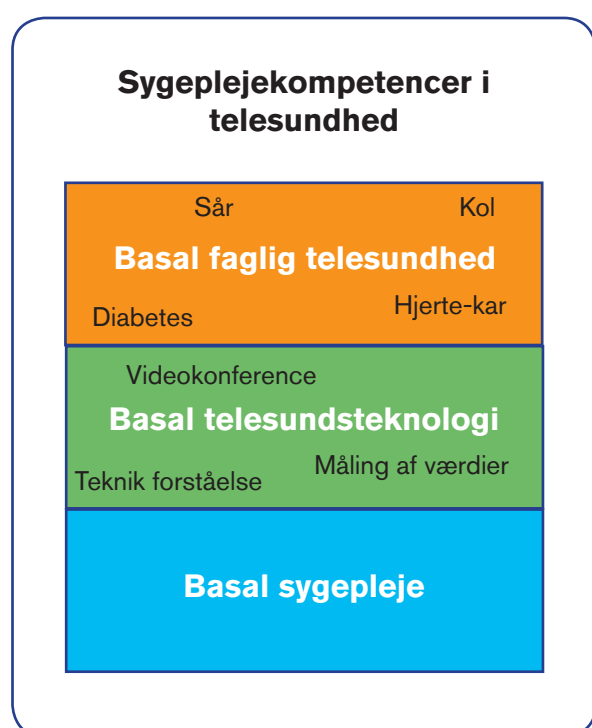 Sygeplejekompetencer i
telesundhed
Sår Kol
Basal faglig telesundhed
Diabetes Hjerte-kar
Videokonference
Basal telesundsteknologi
Teknik forståelse Måling af værdier
Basal sygepleje